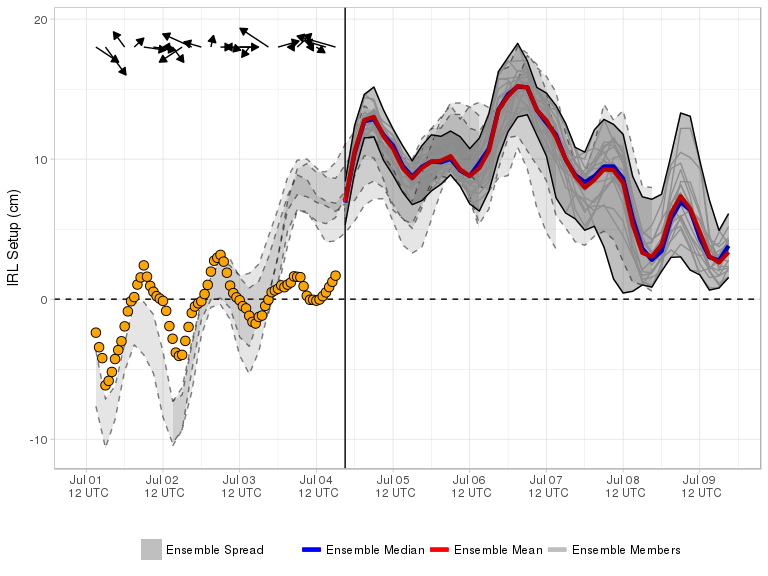 20
10
0
-10
IRL Setup (cm)
Jul 01 Jul 02 Jul 03 Jul 04 Jul 05 Jul 06 Jul 07 Jul 08 Jul 09
12 UTC 12 UTC 12 UTC 12 UTC 12 UTC 12 UTC 12 UTC 12 UTC 12 UTC
Ensemble Spread Ensemble Median Ensemble Mean Ensemble Members